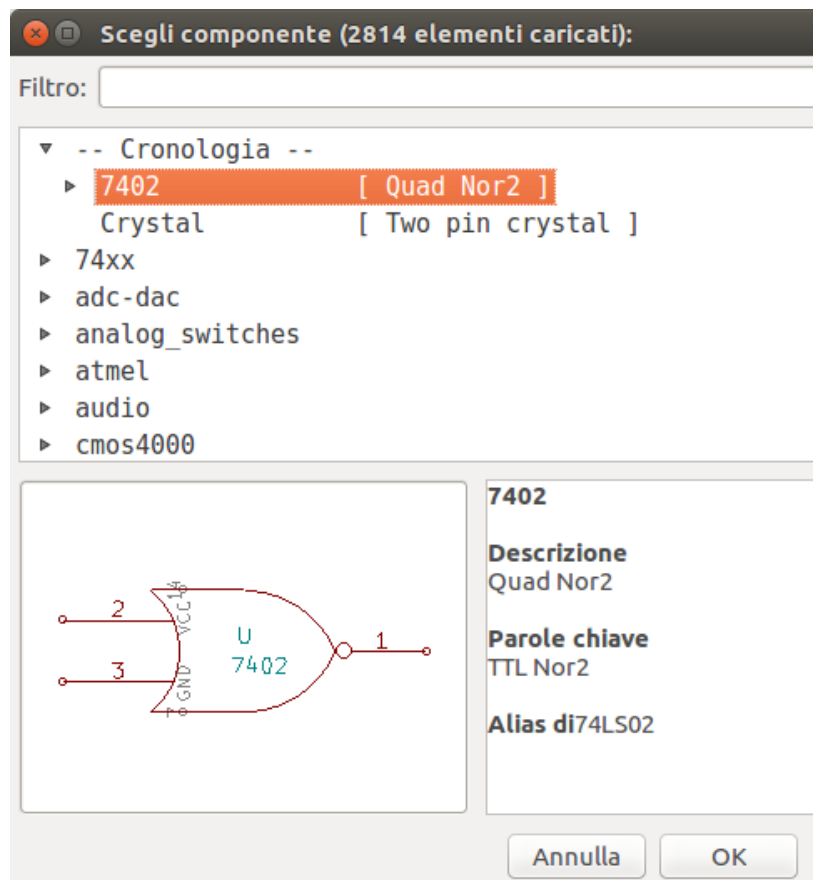 Scegli componente (2814 elementi caricati):
Filtro:
-- Cronologia --
7402 [ Quad Nor2 ]
Crystal [ Two pin crystal ]
74xx
adc-dac
analog_switches
atmel
audio
cmos4000
7402
Descrizione
Quad Nor2
Parole chiave
TTL Nor2
Alias di74LS02
14
VCC
2
U
7402
1
3
GND
7
Annulla
OK